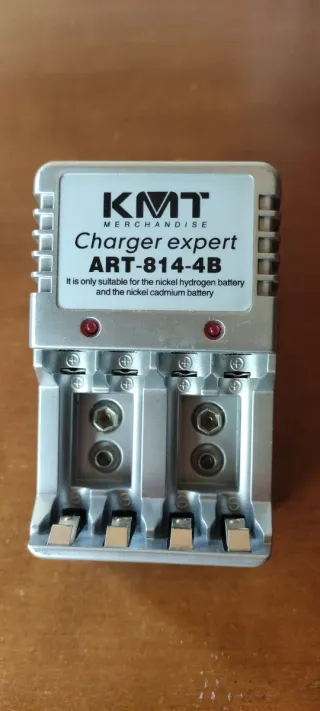 KMT
MERCHANDISE
Charger expert
ART-814-4B
It is only suitable for the nickel hydrogen battery
and the nickel cadmium battery